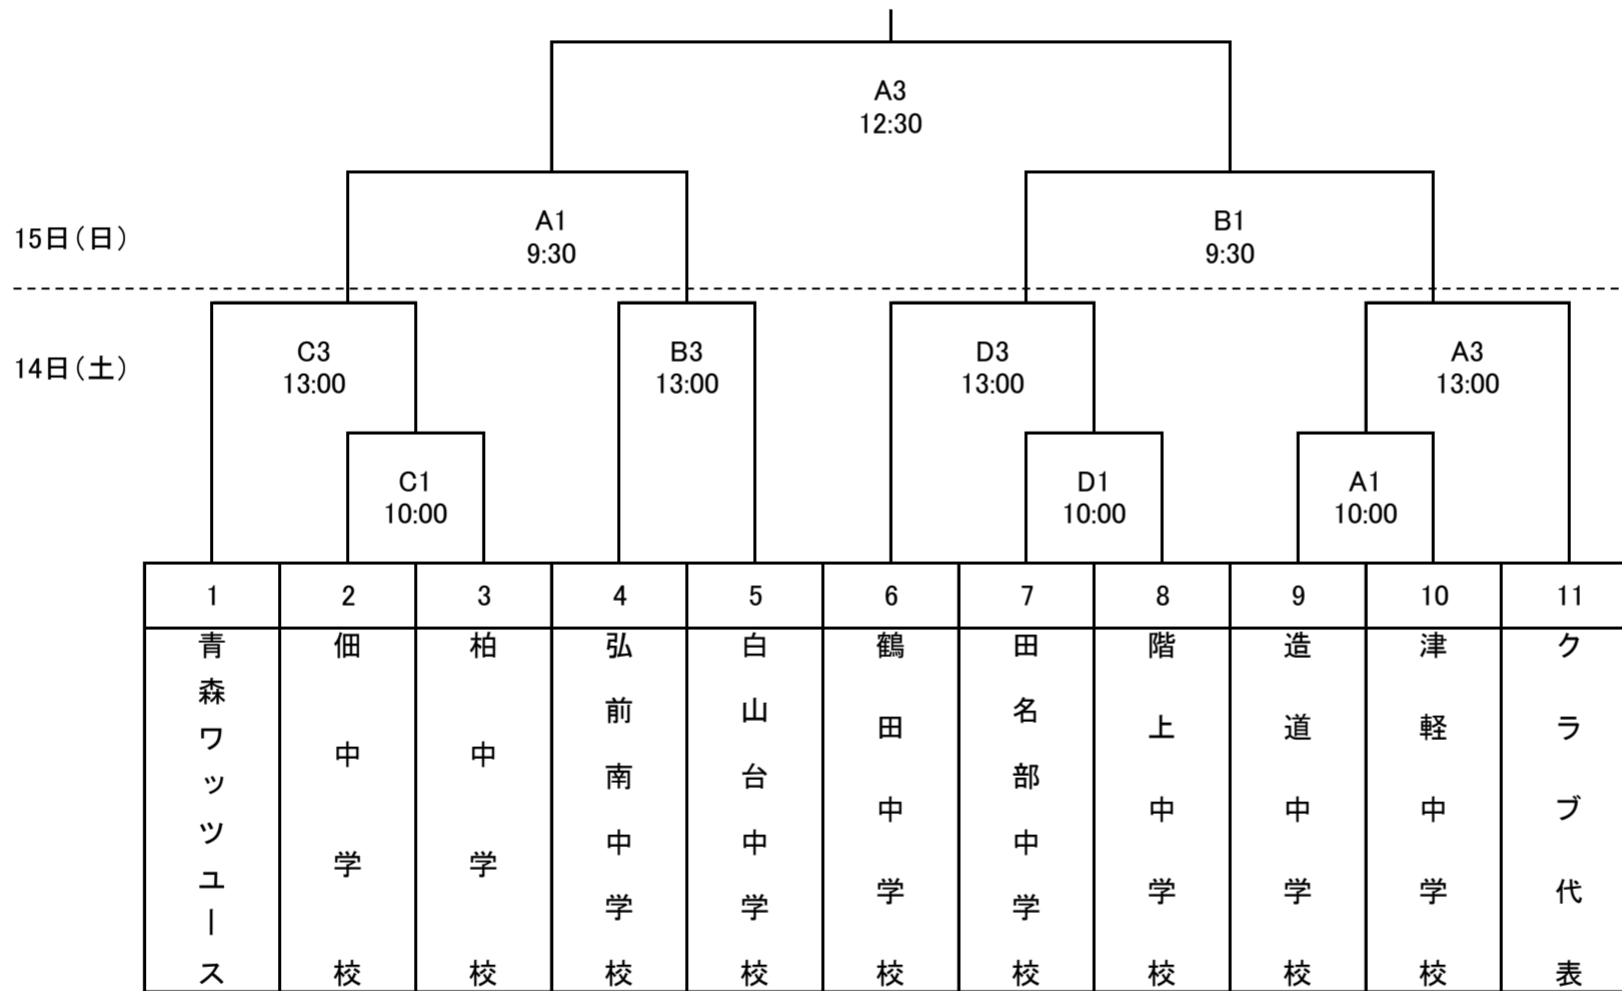 A3
12:30
15日(日)
A1
9:30
B1
9:30
14日(土)
C3
13:00
B3
13:00
D3
13:00
A3
13:00
C1
10:00
D1
10:00
A1
10:00
1
2
3
4
5
6
7
8
9
10
11
青森ワッツユース
佃中学校
柏中学校
弘前南中学校
白山台中学校
鶴田中学校
田名部中学校
階上中学校
造道中学校
津軽中学校
クラブ代表